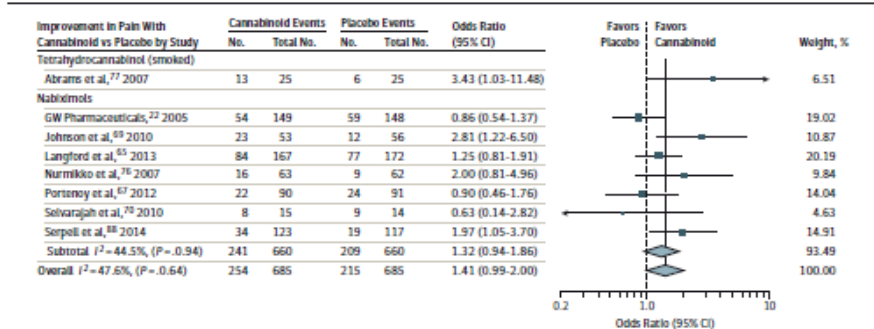 Improvement in Pain With Cannabinoid Events Placebo Events Odds Ratio Favors Favors
Cannabinoid vs Placebo by Study No. Total No. No. Total No. (95% CI) Placebo Cannabinoid Weight, %
Tetrahydrocannabinol (smoked)
Abrams et al,77 2007 13 25 6 25 3.43 (1.03-11.48) 6.51
Nabiximols
GW Pharmaceuticals,22 2005 54 149 59 148 0.86 (0.54-1.37) 19.02
Johnson et al,69 2010 23 53 12 56 2.81 (1.22-6.50) 10.87
Langford et al,65 2013 84 167 77 172 1.25 (0.81-1.91) 20.19
Nurmikko et al,76 2007 16 63 9 62 2.00 (0.81-4.96) 9.84
Portenoy et al,67 2012 22 90 24 91 0.90 (0.46-1.76) 14.04
Selvarajah et al,70 2010 8 15 9 14 0.63 (0.14-2.82) 4.63
Serpell et al,88 2014 34 123 19 117 1.97 (1.05-3.70) 14.91
Subtotal I2=44.5%, (P=.94) 241 660 209 660 1.32 (0.94-1.86) 93.49
Overall I2=47.6%, (P=.64) 254 685 215 685 1.41 (0.99-2.00) 100.00
0.2 1.0 10
Odds Ratio (95% CI)